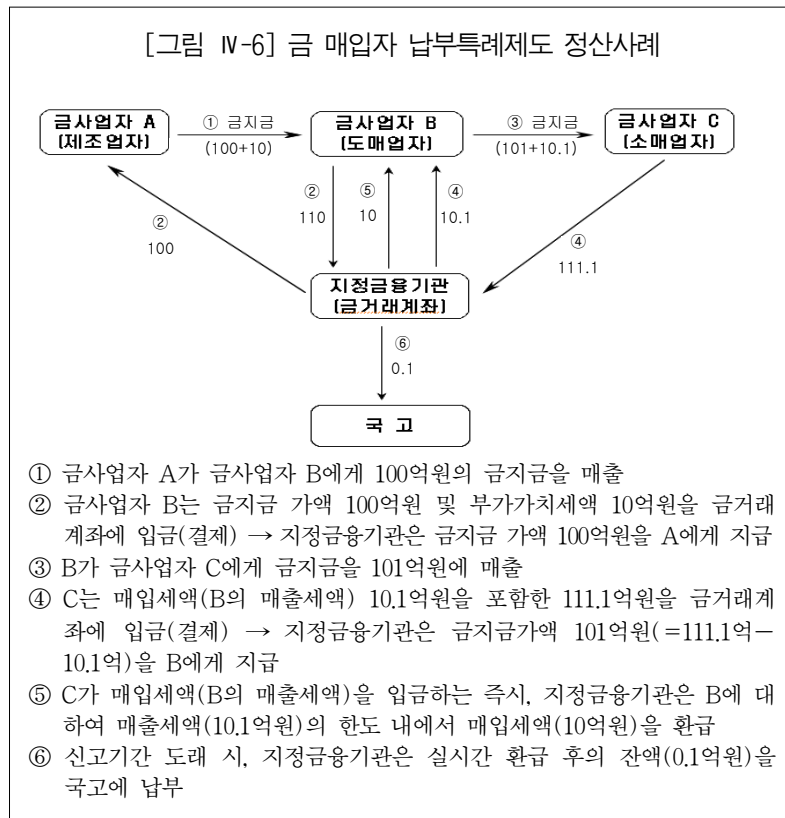 [그림 Ⅳ-6] 금 매입자 납부특례제도 정산사례
금사업자 A
(제조업자)
① 금지금
(100+10)
금사업자 B
(도매업자)
③ 금지금
(101+10.1)
금사업자 C
(소매업자)
②
100
②
110
⑤
10
④
10.1
④
111.1
지정금융기관
(금거래계좌)
⑥
0.1
국 고
① 금사업자 A가 금사업자 B에게 100억원의 금지금을 매출
② 금사업자 B는 금지금 가액 100억원 및 부가가치세액 10억원을 금거래
계좌에 입금(결제) → 지정금융기관은 금지금 가액 100억원을 A에게 지급
③ B가 금사업자 C에게 금지금을 101억원에 매출
④ C는 매입세액(B의 매출세액) 10.1억원을 포함한 111.1억원을 금거래계
좌에 입금(결제) → 지정금융기관은 금지금가액 101억원(=111.1억−
10.1억)을 B에게 지급
⑤ C가 매입세액(B의 매출세액)을 입금하는 즉시, 지정금융기관은 B에 대
하여 매출세액(10.1억원)의 한도 내에서 매입세액(10억원)을 환급
⑥ 신고기간 도래 시, 지정금융기관은 실시간 환급 후의 잔액(0.1억원)을
국고에 납부